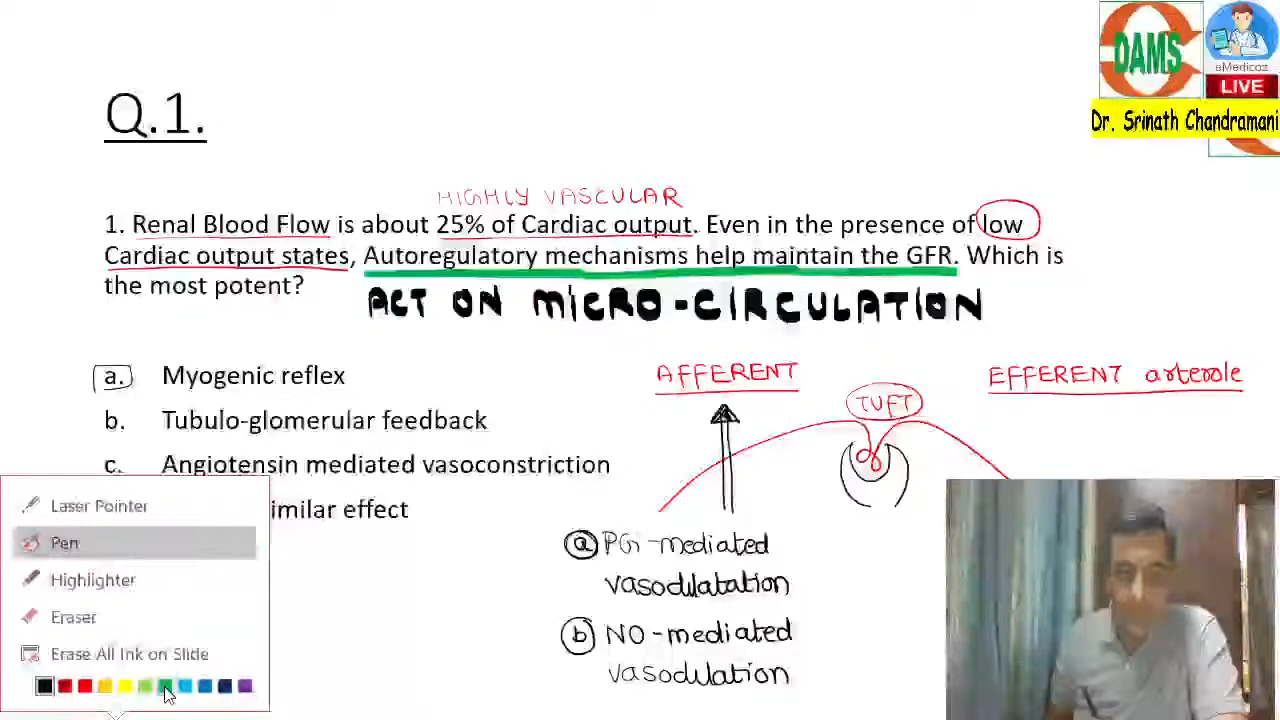 DAMS
eMedicoz
LIVE
Dr. Srinath Chandramani
Q.1.
HIGHLY VASCULAR
1. Renal Blood Flow is about 25% of Cardiac output. Even in the presence of low
Cardiac output states, Autoregulatory mechanisms help maintain the GFR. Which is
the most potent?
ACT ON MICRO-CIRCULATION
a. Myogenic reflex
b. Tubulo-glomerular feedback
c. Angiotensin mediated vasoconstriction
imilar effect
AFFERENT
TUFT
EFFERENT arterole
Laser Pointer
Pen
Highlighter
Eraser
Erase All Ink on Slide
a PG-mediated
vasodilatation
b NO-mediated
vasodilation